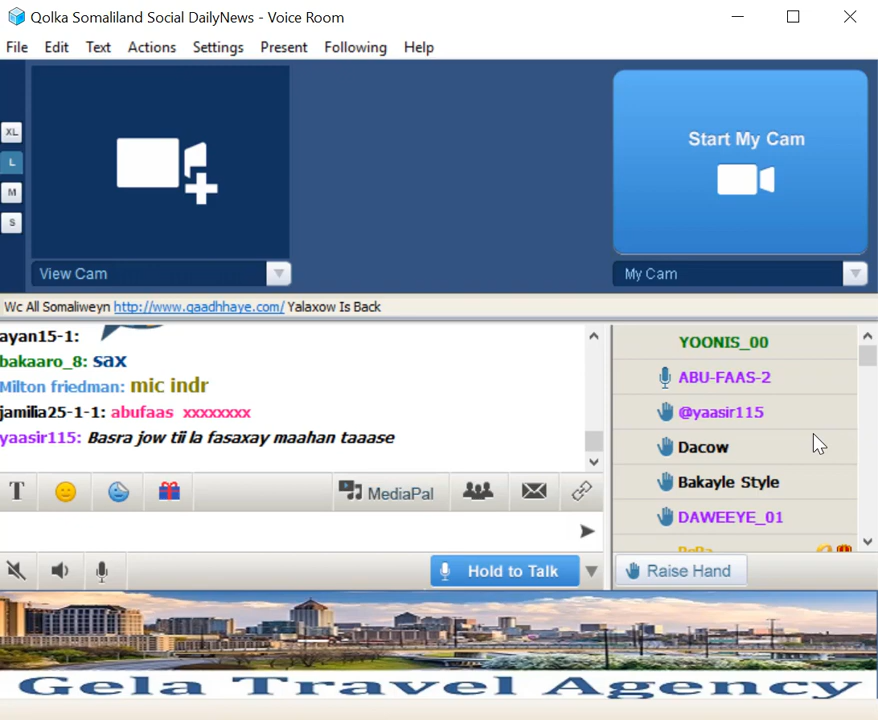 Qolka Somaliland Social DailyNews - Voice Room
File Edit Text Actions Settings Present Following Help
XL
L
M
S
Start My Cam
View Cam
My Cam
Wc All Somaliweyn http://www.qaadhhaye.com/ Yalaxow Is Back
ayan15-1:
bakaaro_8: sax
Milton friedman: mic indr
jamilia25-1-1: abufaas xxxxxxxx
yaasir115: Basra jow tii la fasaxay maahan taaase
YOONIS_00
ABU-FAAS-2
@yaasir115
Dacow
Bakayle Style
DAWEEYE_01
T
MediaPal
Hold to Talk
Raise Hand
Gela Travel Agency